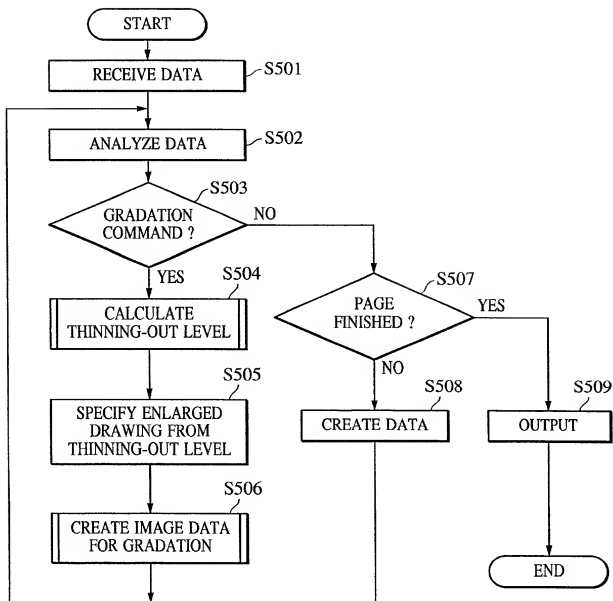 START
RECEIVE DATA
S501
ANALYZE DATA
S502
S503
GRADATION
COMMAND ?
NO
YES
S504
CALCULATE
THINNING-OUT LEVEL
S507
PAGE
FINISHED ?
YES
NO
S505
SPECIFY ENLARGED
DRAWING FROM
THINNING-OUT LEVEL
S508
CREATE DATA
S509
OUTPUT
S506
CREATE IMAGE DATA
FOR GRADATION
END